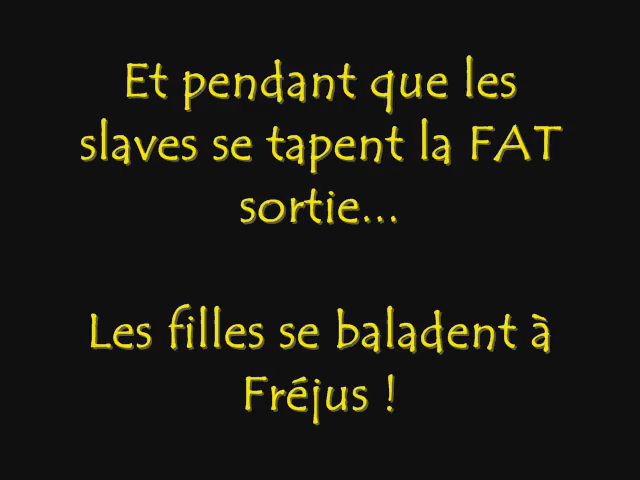 Et pendant que les
slaves se tapent la FAT
sortie...
Les filles se baladent à
Fréjus !